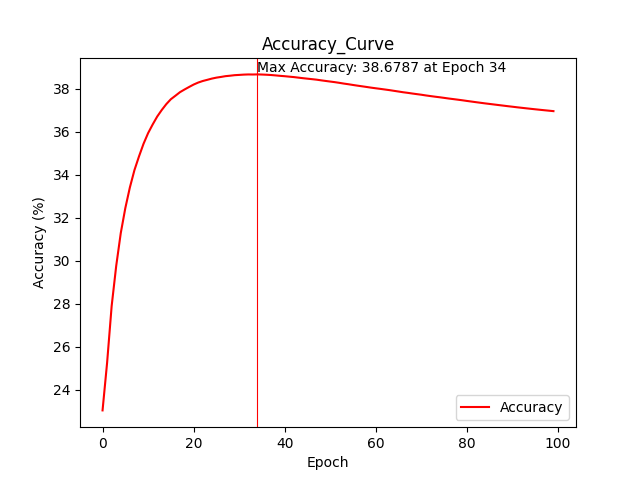 Accuracy_Curve
Max Accuracy: 38.6787 at Epoch 34
Accuracy (%)
38
36
34
32
30
28
26
24
0 20 40 60 80 100
Epoch
Accuracy